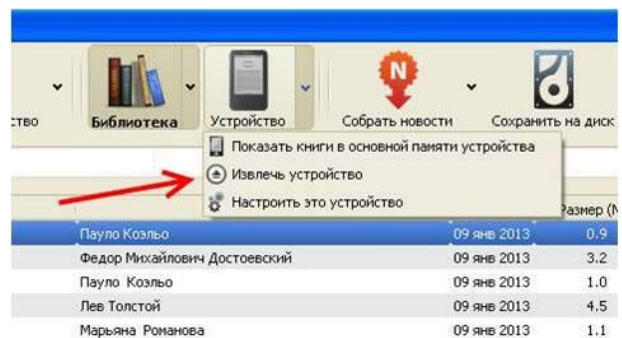 ство Библиотека Устройство Собрать новости Сохранить на диск
Показать книги в основной памяти устройства
Извлечь устройство
Настроить это устройство
Размер (М
Пауло Коэльо 09 янв 2013 0.9
Федор Михайлович Достоевский 09 янв 2013 3.2
Пауло Коэльо 09 янв 2013 1.0
Лев Толстой 09 янв 2013 4.5
Марьяна Романова 09 янв 2013 1.1